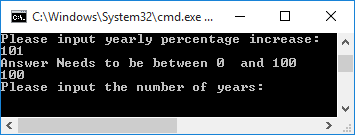 C:\Windows\System32\cmd.exe ...
Please input yearly percentage increase:
101
Answer Needs to be between 0  and 100
100
Please input the number of years: